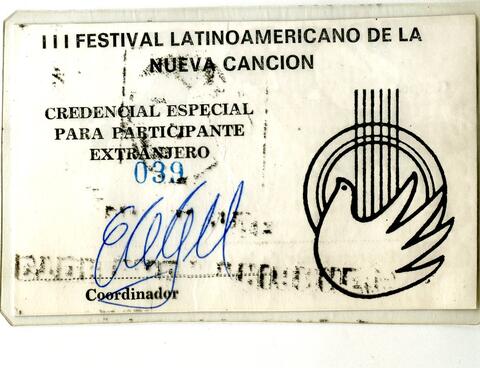 III FESTIVAL LATINOAMERICANO DE LA
NUEVA CANCION
CREDENCIAL ESPECIAL
PARA PARTICIPANTE
EXTRANJERO
039
Coordinador